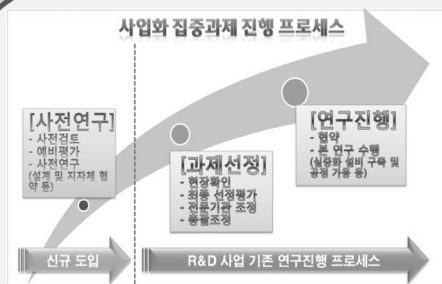 사업화 집중과제 진행 프로세스
[사전연구]
- 사전검토
- 예비평가
- 사전연구
(설계 및 지자체 협
약 등)
[과제선정]
- 현장확인
- 최종 선정평가
- 전문기관 조정
- 총괄조정
[연구진행]
- 협약
- 본 연구 수행
(실증화 설비 구축 및
공정 가동 등)
신규 도입
R&D 사업 기존 연구진행 프로세스